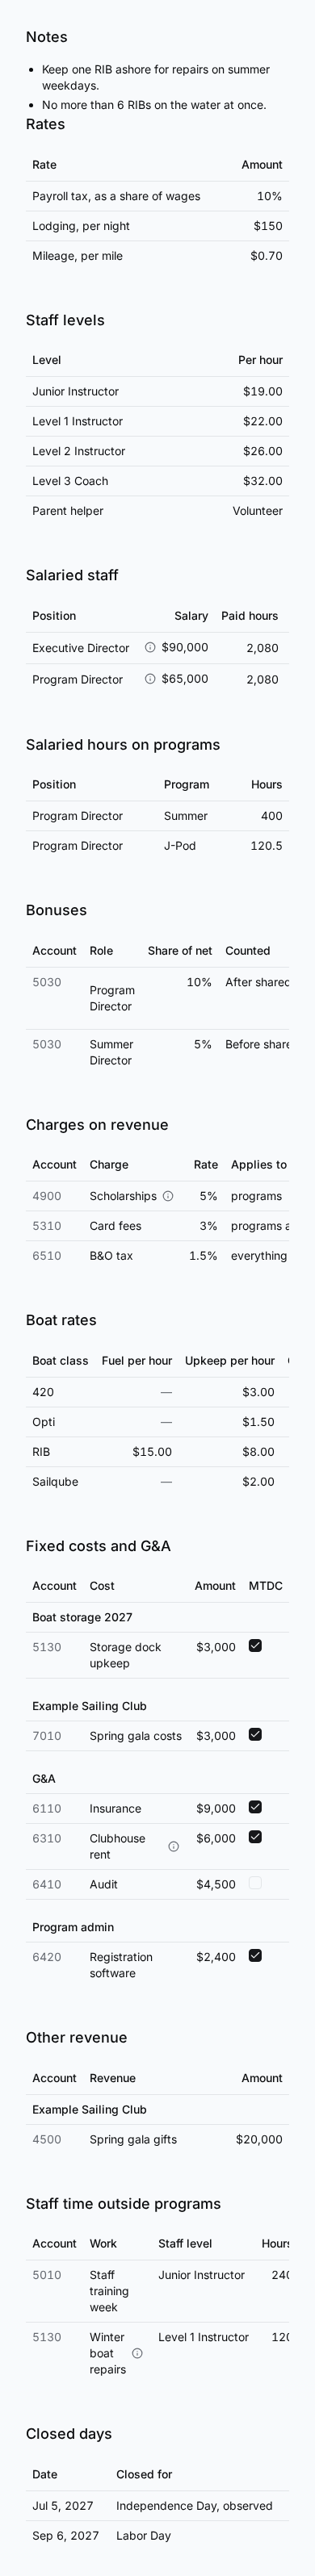 Notes
Keep one RIB ashore for repairs on summer
weekdays.
No more than 6 RIBs on the water at once.
Rates
Rate Amount
Payroll tax, as a share of wages 10%
Lodging, per night $150
Mileage, per mile $0.70
Staff levels
Level Per hour
Junior Instructor $19.00
Level 1 Instructor $22.00
Level 2 Instructor $26.00
Level 3 Coach $32.00
Parent helper Volunteer
Salaried staff
Position Salary Paid hours
Executive Director $90,000 2,080
Program Director $65,000 2,080
Salaried hours on programs
Position Program Hours
Program Director Summer 400
Program Director J-Pod 120.5
Bonuses
Account Role Share of net Counted
5030 Program Director 10% After shared
5030 Summer Director 5% Before share
Charges on revenue
Account Charge Rate Applies to
4900 Scholarships 5% programs
5310 Card fees 3% programs a
6510 B&O tax 1.5% everything
Boat rates
Boat class Fuel per hour Upkeep per hour
420 — $3.00
Opti — $1.50
RIB $15.00 $8.00
Sailqube — $2.00
Fixed costs and G&A
Account Cost Amount MTDC
Boat storage 2027
5130 Storage dock upkeep $3,000
Example Sailing Club
7010 Spring gala costs $3,000
G&A
6110 Insurance $9,000
6310 Clubhouse rent $6,000
6410 Audit $4,500
Program admin
6420 Registration software $2,400
Other revenue
Account Revenue Amount
Example Sailing Club
4500 Spring gala gifts $20,000
Staff time outside programs
Account Work Staff level Hours
5010 Staff training week Junior Instructor 240
5130 Winter boat repairs Level 1 Instructor 120
Closed days
Date Closed for
Jul 5, 2027 Independence Day, observed
Sep 6, 2027 Labor Day